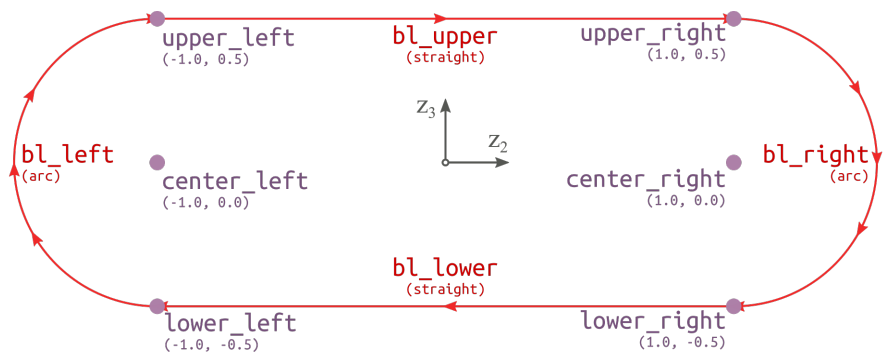 upper_left
(-1.0, 0.5)
bl_upper
(straight)
upper_right
(1.0, 0.5)
z3
z2
bl_left
(arc)
center_left
(-1.0, 0.0)
center_right
(1.0, 0.0)
bl_right
(arc)
bl_lower
(straight)
lower_left
(-1.0, -0.5)
lower_right
(1.0, -0.5)